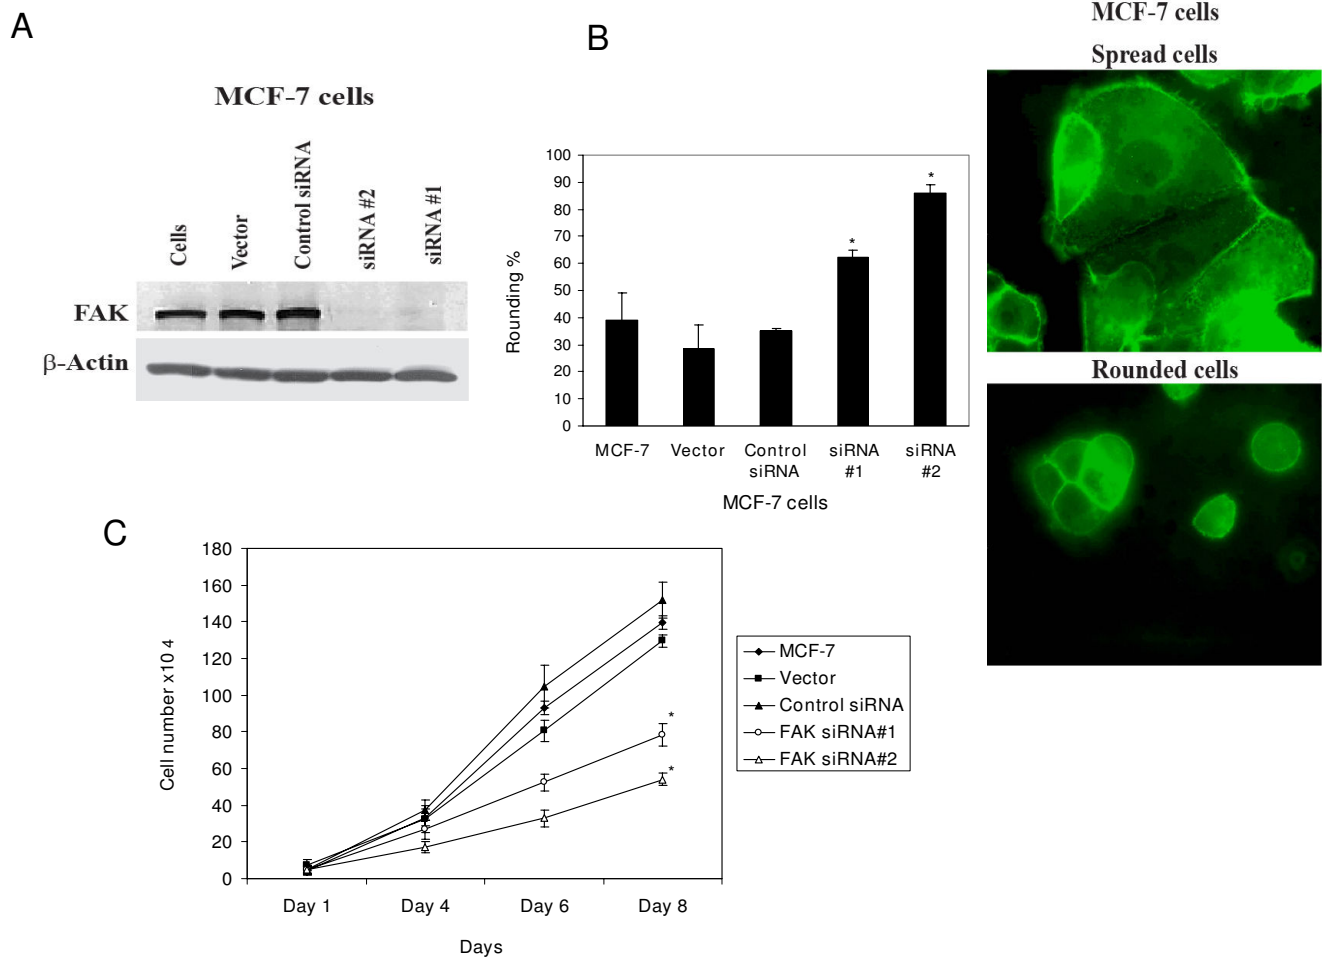 A
MCF-7 cells
Cells
Vector
Control siRNA
siRNA #2
siRNA #1
FAK
β-Actin
B
100
90
80
70
60
50
40
30
20
10
0
Rounding %
*
*
MCF-7
Vector
Control
siRNA
siRNA
#1
siRNA
#2
MCF-7 cells
MCF-7 cells
Spread cells
Rounded cells
C
180
160
140
120
100
80
60
40
20
0
Cell number x10 4
*
*
Day 1
Day 4
Day 6
Day 8
Days
MCF-7
Vector
Control siRNA
FAK siRNA#1
FAK siRNA#2